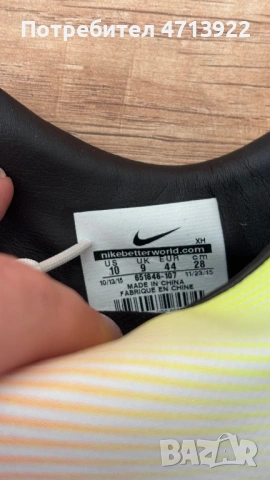 Потребител 4713922
XH
nikebetterworld.com
US UK EUR cm
10 9 44 28
10/13/15 651646-107 11/23/15
MADE IN CHINA
FABRIQUE EN CHINE
BAZAR
bg